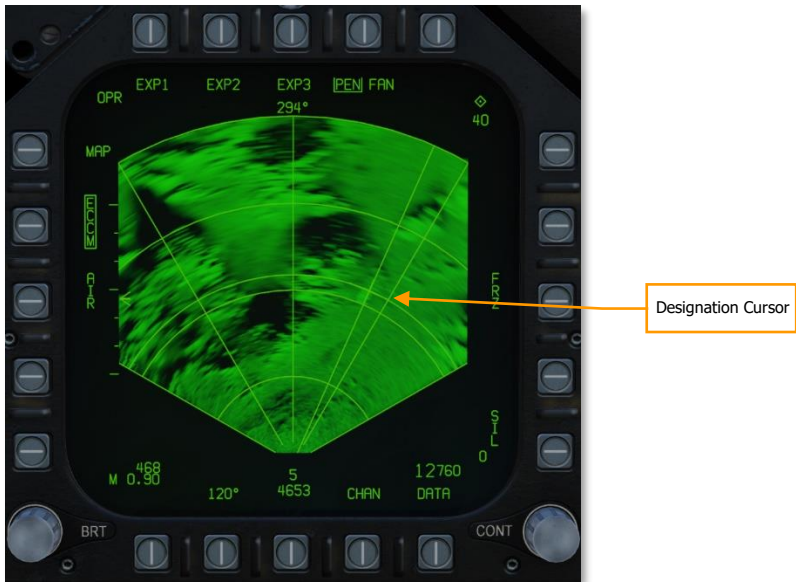 EXP1 EXP2 EXP3 PEN FAN
OPR
294°
40
MAP
ECCM
AIR
FRZ
Designation Cursor
SIL
0
468
M 0.90
5
12760
120°
4653
CHAN
DATA
BRT
CONT